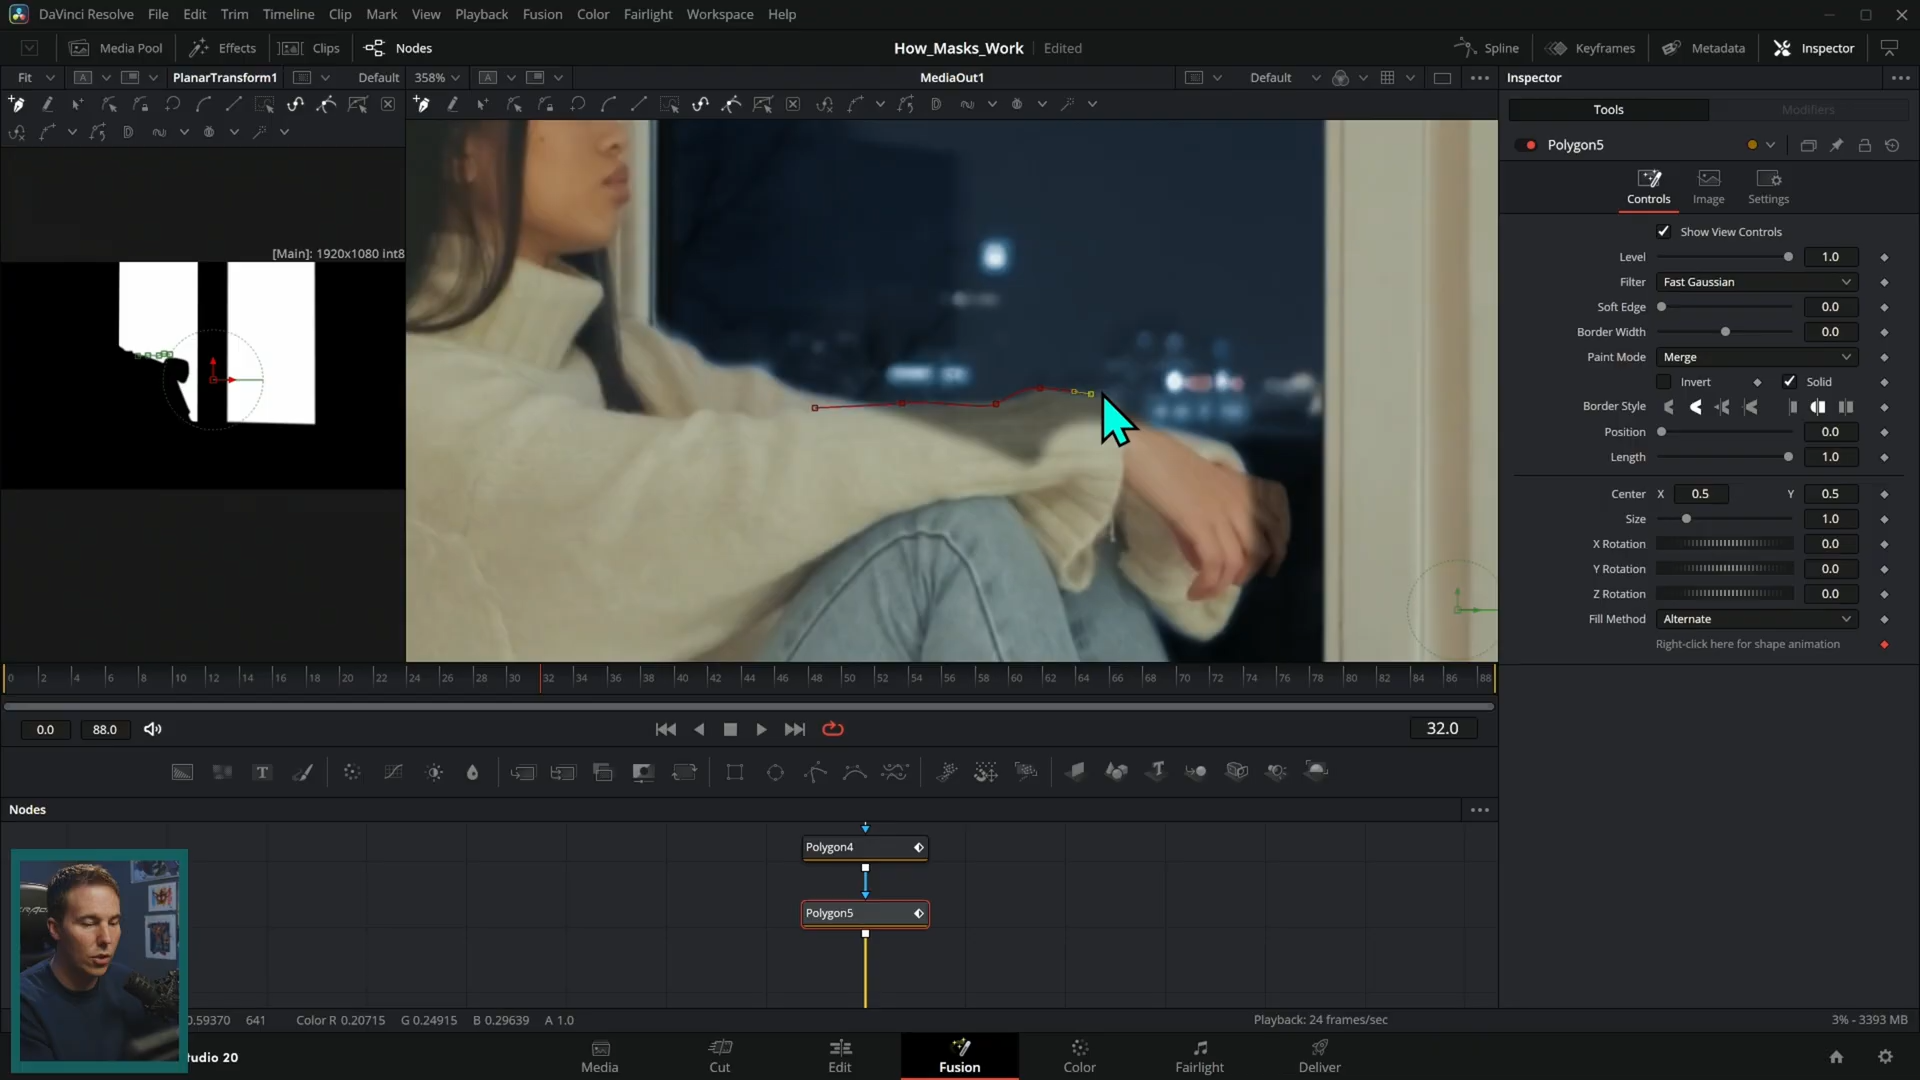 DaVinci Resolve File Edit Trim Timeline Clip Mark View Playback Fusion Color Fairlight Workspace Help
Media Pool Effects Clips Nodes How_Masks_Work Edited Spline Keyframes Metadata Inspector
Fit PlanarTransform1 Default 358% MediaOut1 Default Inspector
Tools Modifiers
Polygon5
Controls Image Settings
Show View Controls
[Main]: 1920x1080 int8
Level 1.0
Filter Fast Gaussian
Soft Edge 0.0
Border Width 0.0
Paint Mode Merge
Invert Solid
Border Style
Position 0.0
Length 1.0
Center X 0.5 Y 0.5
Size 1.0
X Rotation 0.0
Y Rotation 0.0
Z Rotation 0.0
Fill Method Alternate
Right-click here for shape animation
0 2 4 6 8 10 12 14 16 18 20 22 24 26 28 30 32 34 36 38 40 42 44 46 48 50 52 54 56 58 60 62 64 66 68 70 72 74 76 78 80 82 84 86 88
0.0 88.0 32.0
T
Nodes
Polygon4
Polygon5
0.59370 641 Color R 0.20715 G 0.24915 B 0.29639 A 1.0 Playback: 24 frames/sec 3% - 3393 MB
tudio 20
Media Cut Edit Fusion Color Fairlight Deliver